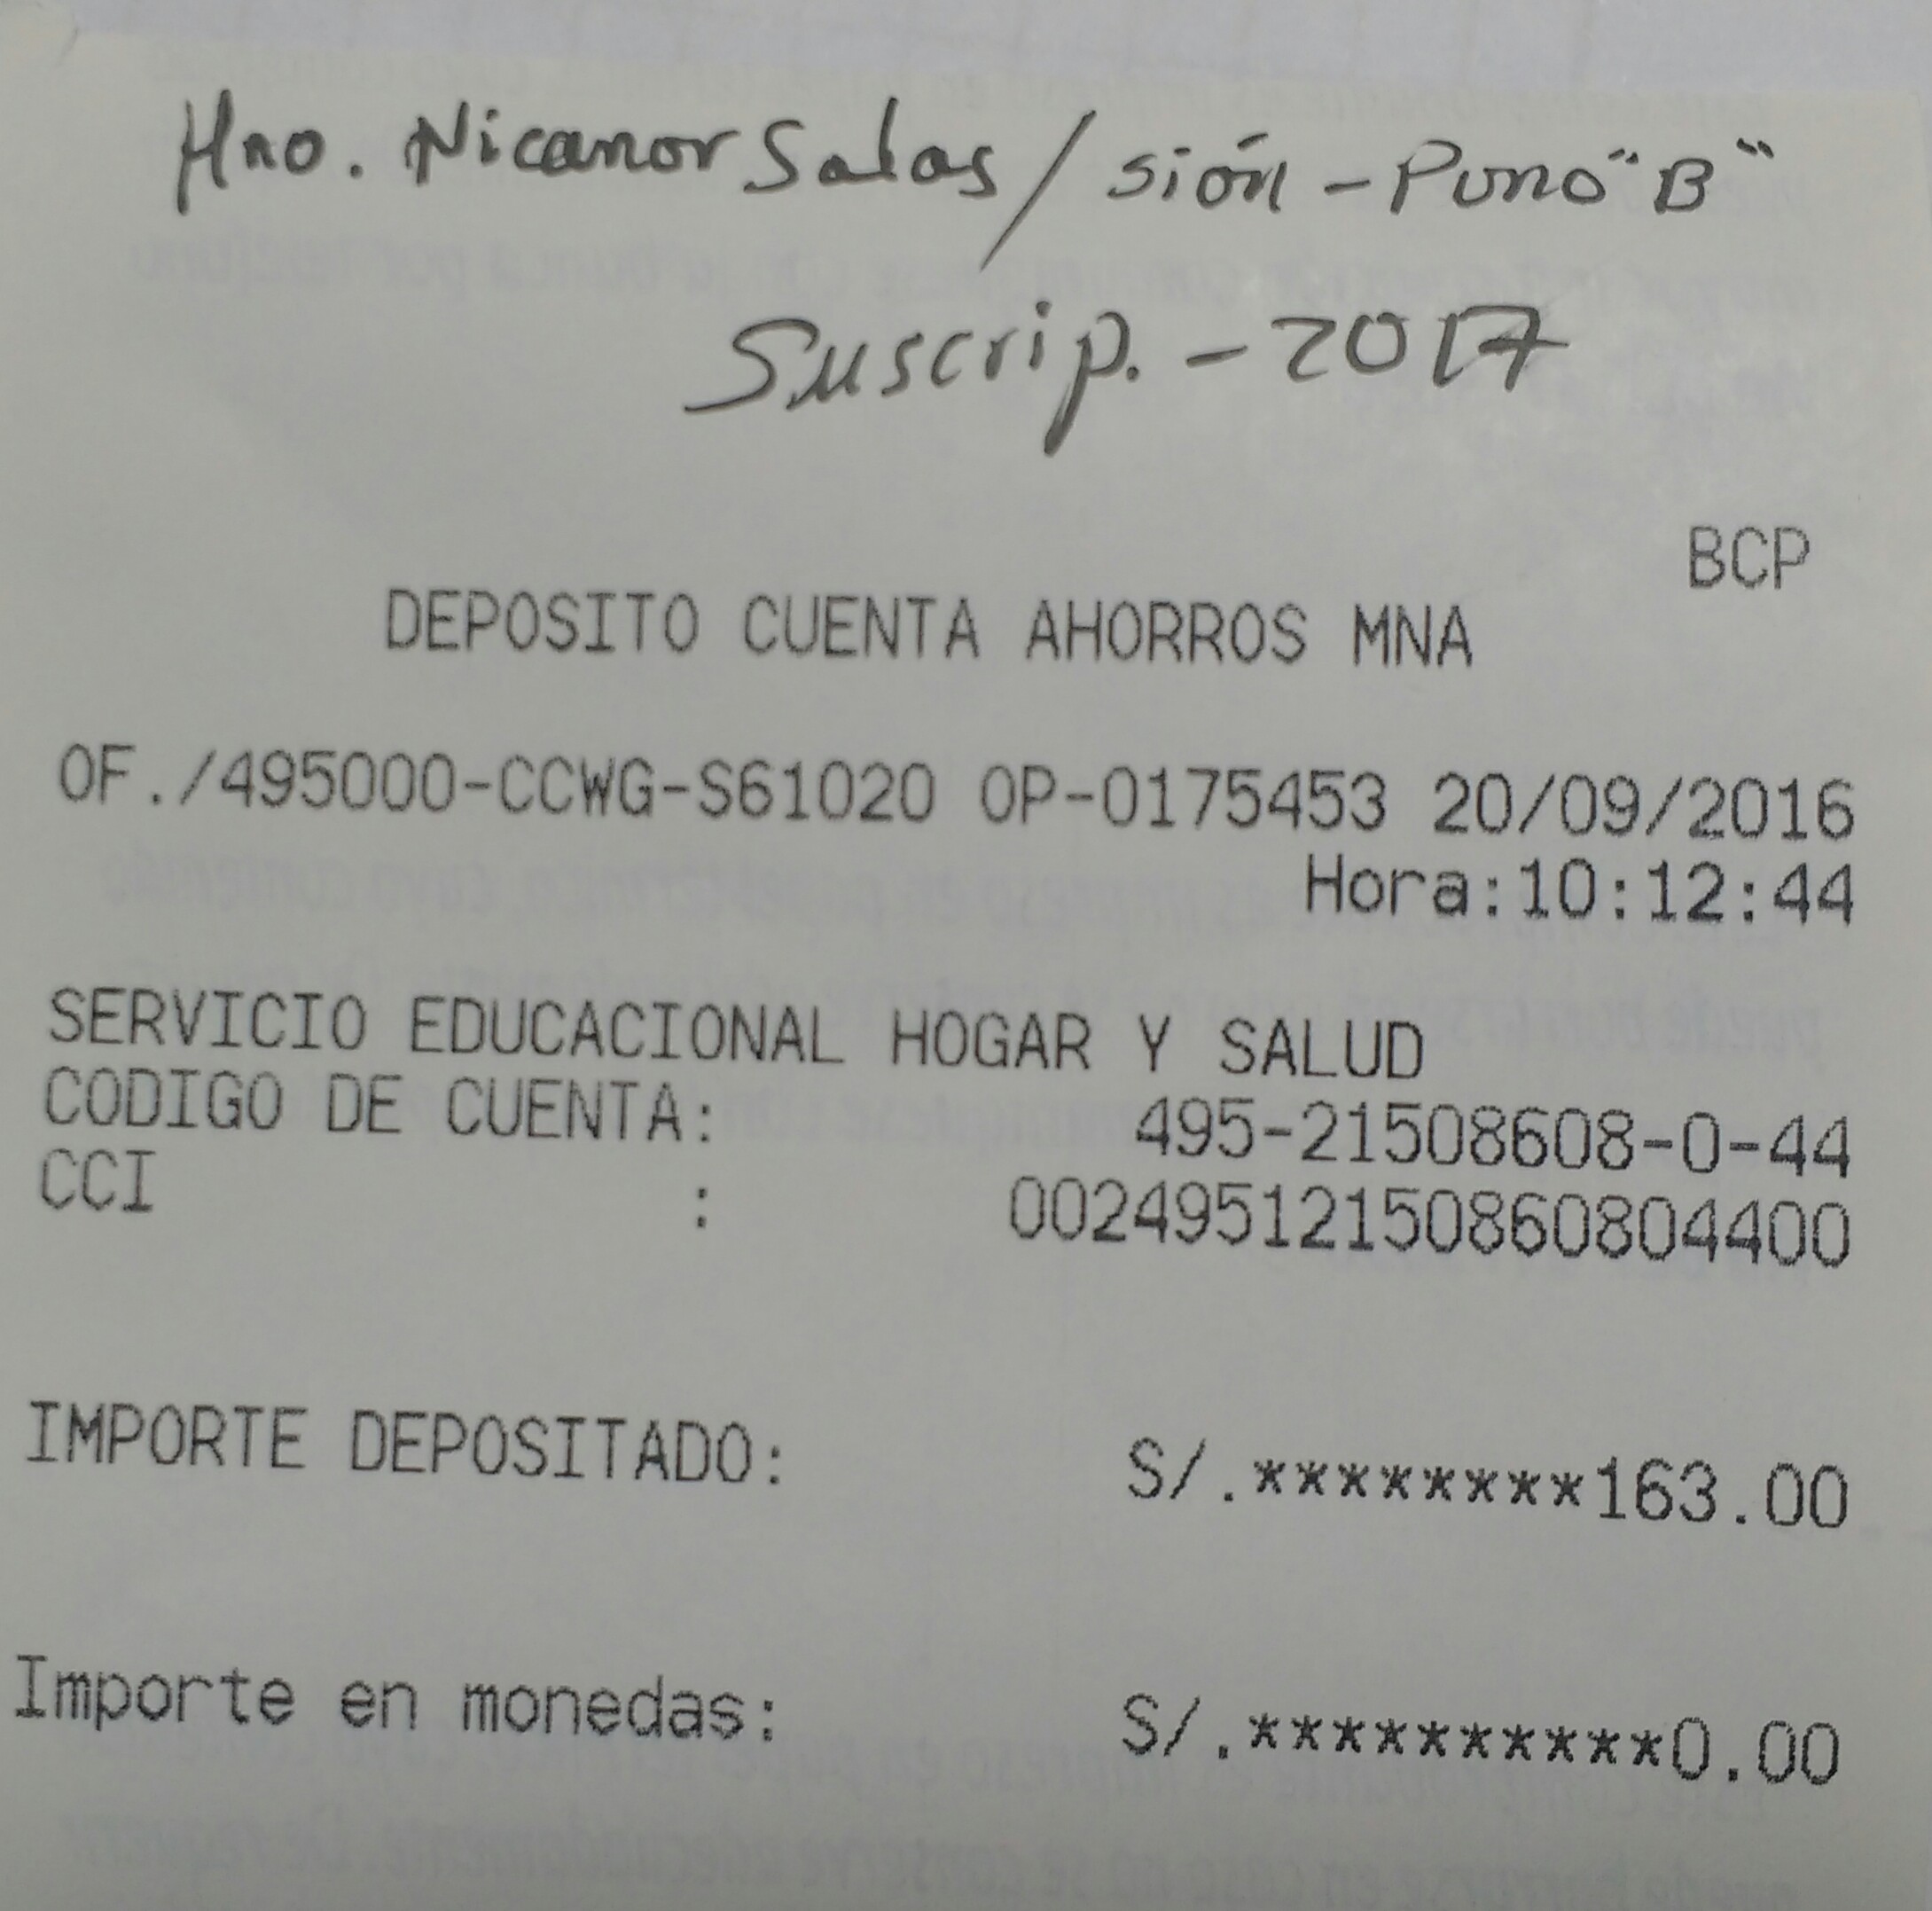 Hno. Nicanor Salas / sión - Puno "B"
Suscrip. - 2017
BCP
DEPOSITO CUENTA AHORROS MNA
OF./495000-CCWG-S61020 OP-0175453 20/09/2016
Hora:10:12:44
SERVICIO EDUCACIONAL HOGAR Y SALUD
CODIGO DE CUENTA: 495-21508608-0-44
CCI : 00249512150860804400
IMPORTE DEPOSITADO: S/.********163.00
Importe en monedas: S/.**********0.00